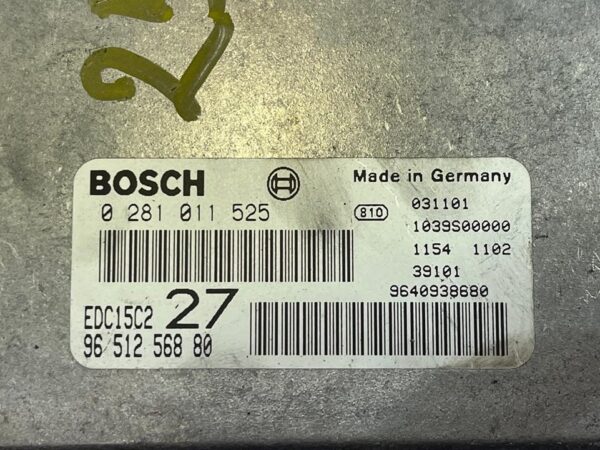 BOSCH
Made in Germany
0 281 011 525
810
031101
1039S00000
1154 1102
39101
9640938680
EDC15C2 27
96 512 568 80